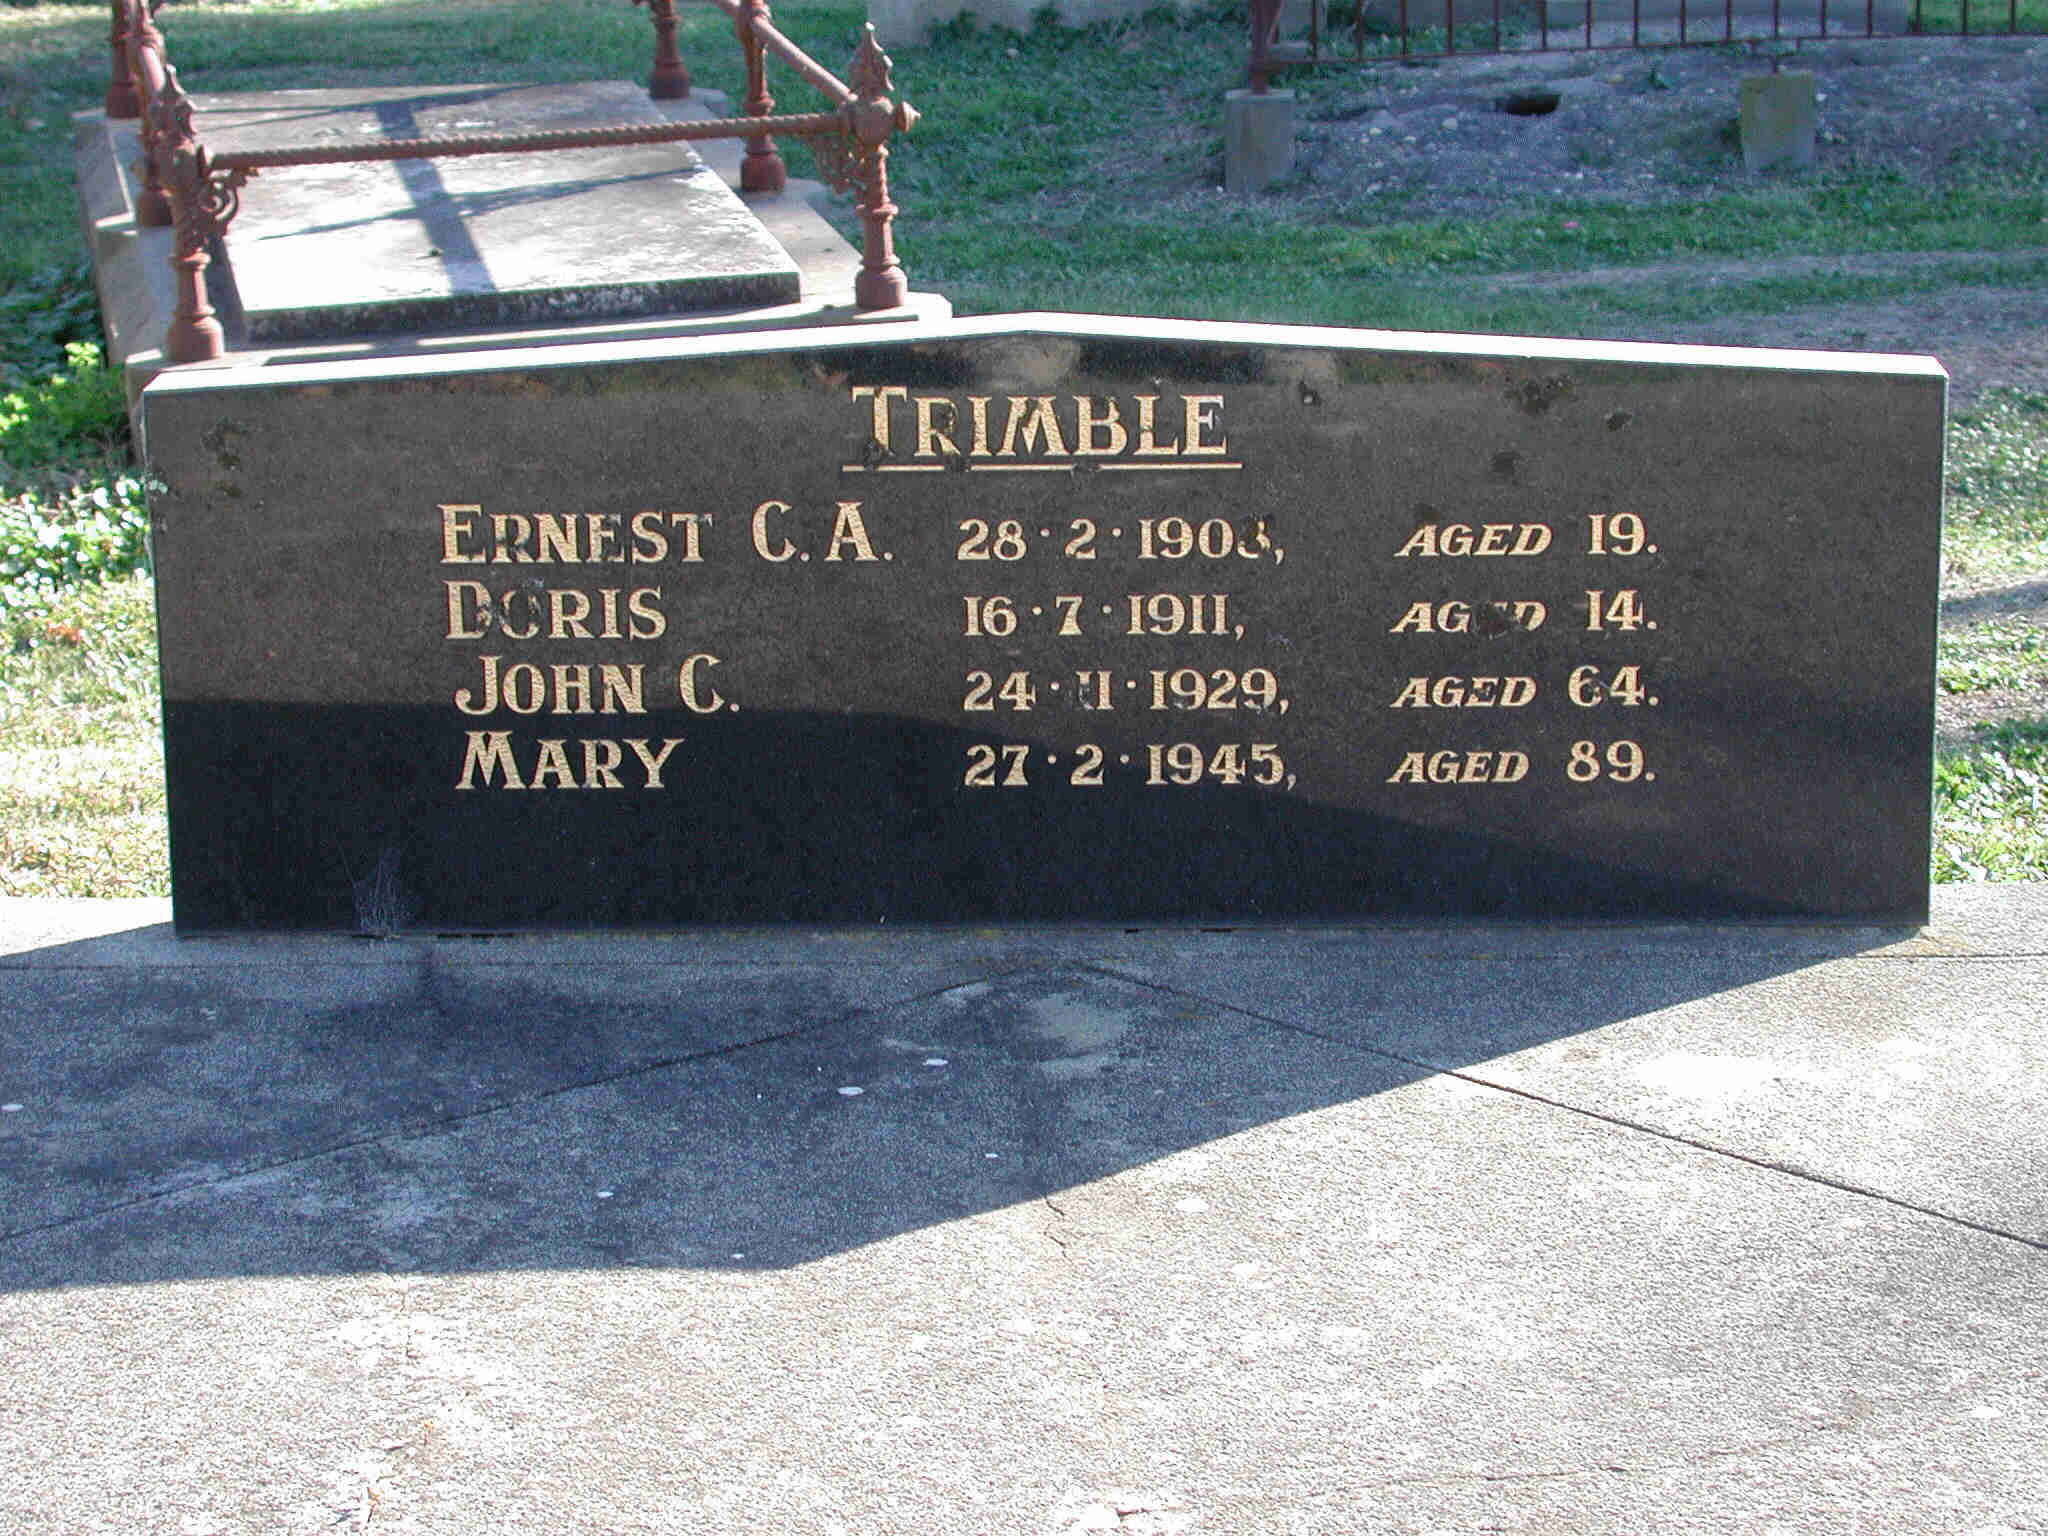 TRIMBLE
ERNEST C. A. 28·2·1903, AGED 19.
DORIS 16·7·1911, AGED 14.
JOHN C. 24·11·1929, AGED 64.
MARY 27·2·1945, AGED 89.